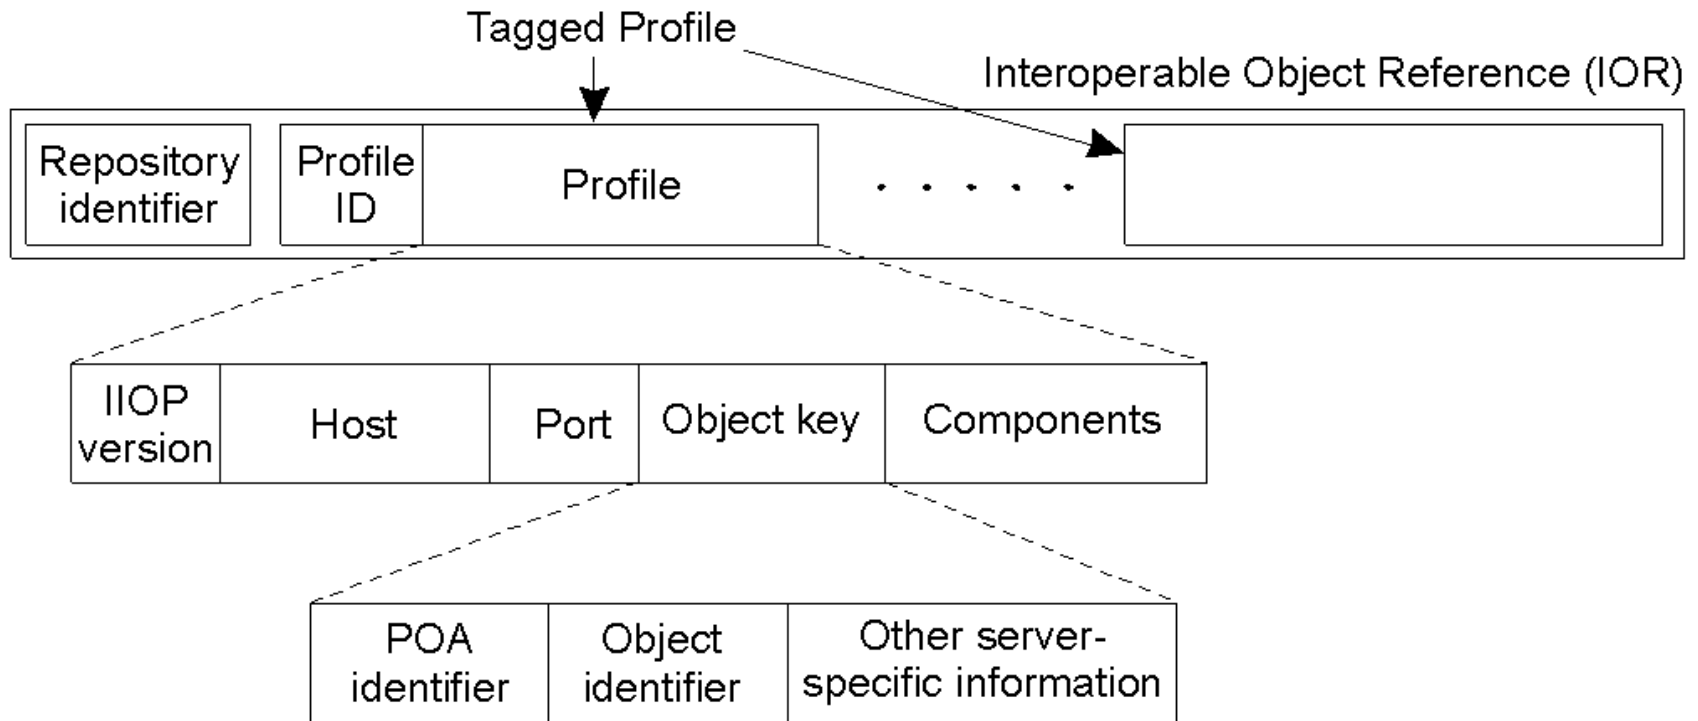 Tagged Profile
Interoperable Object Reference (IOR)
Repository
identifier
Profile
ID
Profile
IIOP
version
Host
Port
Object key
Components
POA
identifier
Object
identifier
Other server-
specific information